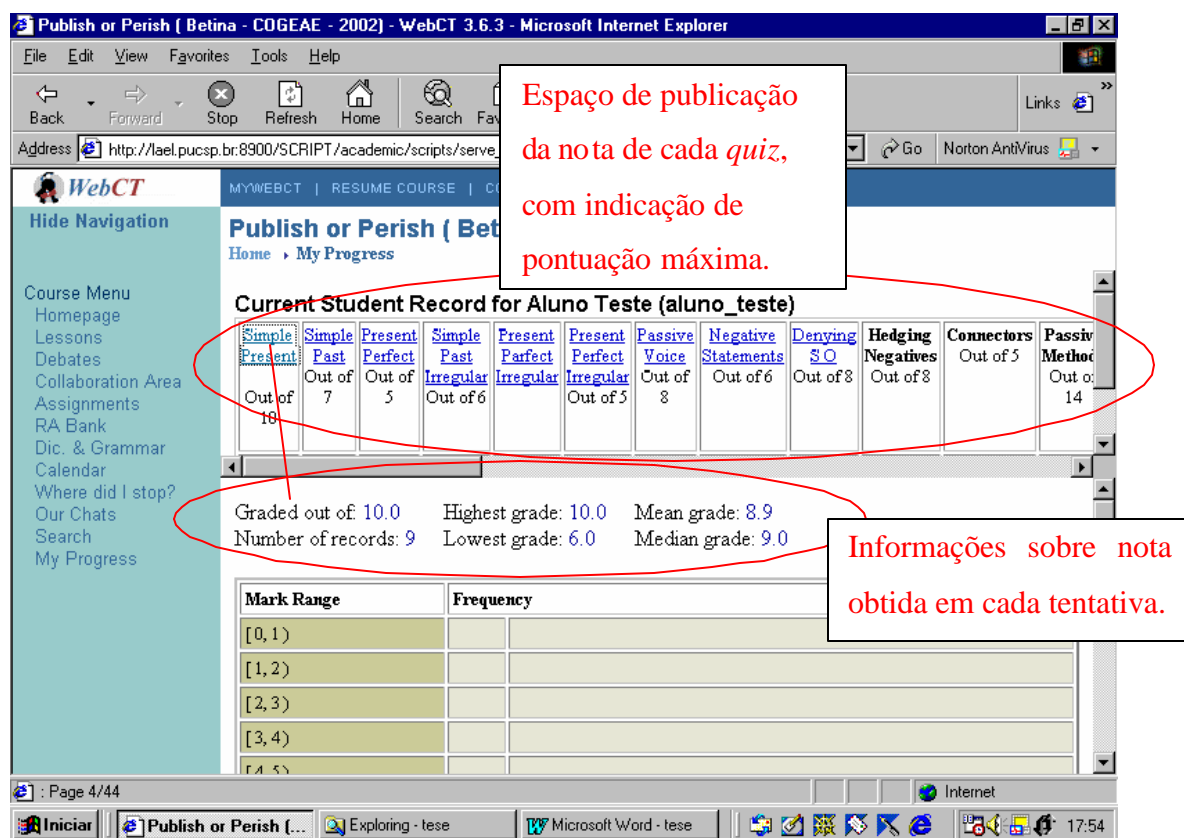 Publish or Perish ( Betina - COGEAE - 2002) - WebCT 3.6.3 - Microsoft Internet Explorer
File Edit View Favorites Tools Help
Back Forward Stop Refresh Home Search Links
Address http://lael.pucsp.br:8900/SCRIPT/academic/scripts/serve_ Go Norton AntiVirus
Espaço de publicação
da nota de cada quiz,
com indicação de
pontuação máxima.
WebCT
MYWEBCT | RESUME COURSE |
Hide Navigation
Publish or Perish ( Bet
Home My Progress
Course Menu
Homepage
Lessons
Debates
Collaboration Area
Assignments
RA Bank
Dic. & Grammar
Calendar
Where did I stop?
Our Chats
Search
My Progress
Current Student Record for Aluno Teste (aluno_teste)
Simple Present Out of 10
Simple Past Out of 7
Present Perfect Out of 5
Simple Past Irregular Out of 6
Present Parfect Irregular
Present Perfect Irregular Out of 5
Passive Voice Out of 8
Negative Statements Out of 6
Denying S O Out of 8
Hedging Negatives Out of 8
Connectors Out of 5
Passiv Method Out of 14
Graded out of: 10.0 Highest grade: 10.0 Mean grade: 8.9
Number of records: 9 Lowest grade: 6.0 Median grade: 9.0
Informações sobre nota
obtida em cada tentativa.
Mark Range Frequency
[0, 1)
[1, 2)
[2, 3)
[3, 4)
[4, 5)
: Page 4/44 Internet
Iniciar Publish or Perish (... Exploring - tese Microsoft Word - tese 17:54